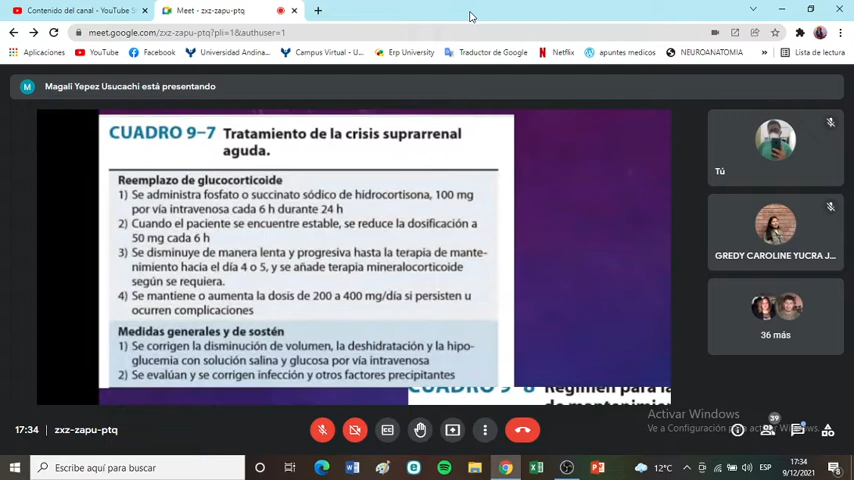 Contenido del canal - YouTube S
Meet - zxz-zapu-ptq
meet.google.com/zxz-zapu-ptq?pli=1&authuser=1
Aplicaciones
YouTube
Facebook
Universidad Andina...
Campus Virtual - U...
Erp University
Traductor de Google
Netflix
apuntes medicos
NEUROANATOMIA
Lista de lectura
M
Magali Yepez Usucachi está presentando
CUADRO 9–7 Tratamiento de la crisis suprarrenal
aguda.
Reemplazo de glucocorticoide
1) Se administra fosfato o succinato sódico de hidrocortisona, 100 mg
por vía intravenosa cada 6 h durante 24 h
2) Cuando el paciente se encuentre estable, se reduce la dosificación a
50 mg cada 6 h
3) Se disminuye de manera lenta y progresiva hasta la terapia de mante-
nimiento hacia el día 4 o 5, y se añade terapia mineralocorticoide
según se requiera.
4) Se mantiene o aumenta la dosis de 200 a 400 mg/día si persisten u
ocurren complicaciones
Medidas generales y de sostén
1) Se corrigen la disminución de volumen, la deshidratación y la hipo-
glucemia con solución salina y glucosa por vía intravenosa
2) Se evalúan y se corrigen infección y otros factores precipitantes
Tú
GREDY CAROLINE YUCRA J...
36 más
Activar Windows
Ve a Configuración para activar Windows.
17:34
zxz-zapu-ptq
39
Escribe aquí para buscar
12°C
ESP
17:34
9/12/2021